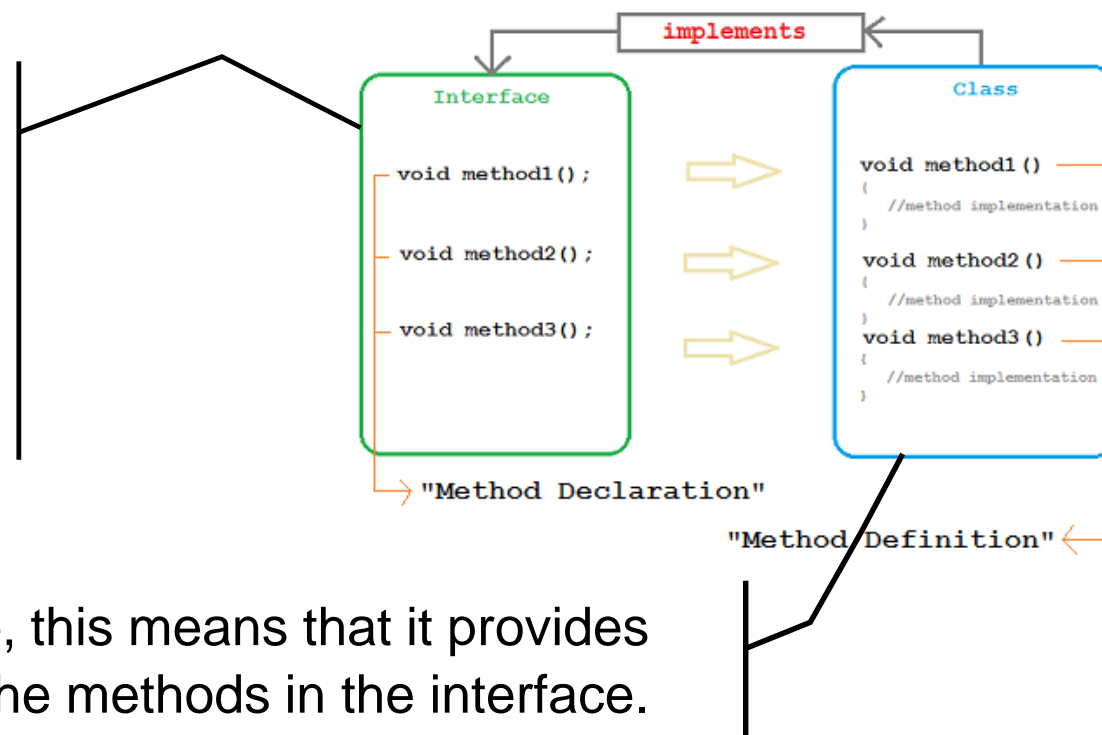 implements
Interface
void method1();
void method2();
void method3();
"Method Declaration"
Class
void method1()
{
//method implementation
}
void method2()
{
//method implementation
}
void method3()
{
//method implementation
}
"Method Definition"
, this means that it provides
he methods in the interface.